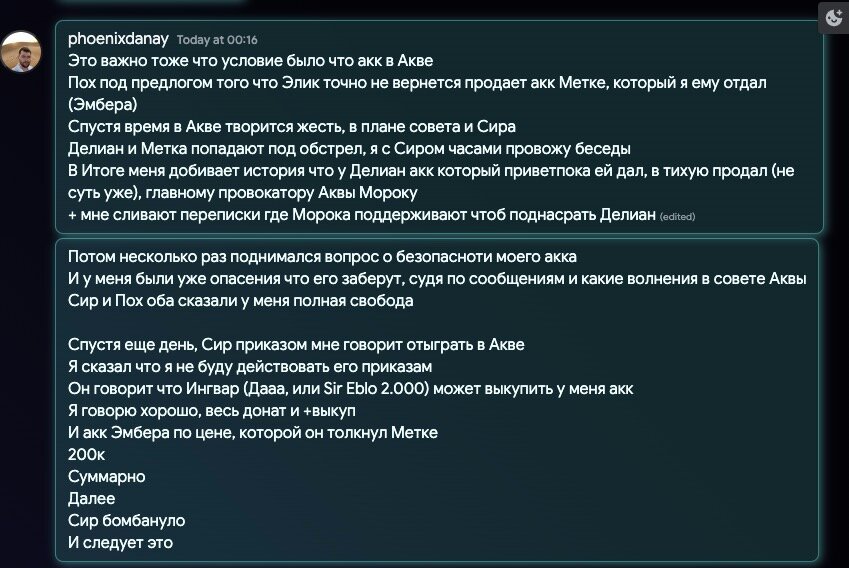 phoenixdanay Today at 00:16
Это важно тоже что условие было что акк в Акве
Пох под предлогом того что Элик точно не вернется продает акк Метке, который я ему отдал
(Эмбера)
Спустя время в Акве творится жесть, в плане совета и Сира
Делиан и Метка попадают под обстрел, я с Сиром часами провожу беседы
В Итоге меня добивает история что у Делиан акк который приветпока ей дал, в тихую продал (не
суть уже), главному провокатору Аквы Мороку
+ мне сливают переписки где Морока поддерживают чтоб поднасрать Делиан (edited)
Потом несколько раз поднимался вопрос о безопасноти моего акка
И у меня были уже опасения что его заберут, судя по сообщениям и какие волнения в совете Аквы
Сир и Пох оба сказали у меня полная свобода
Спустя еще день, Сир приказом мне говорит отыграть в Акве
Я сказал что я не буду действовать его приказам
Он говорит что Ингвар (Дааа, или Sir Eblo 2.000) может выкупить у меня акк
Я говорю хорошо, весь донат и +выкуп
И акк Эмбера по цене, которой он толкнул Метке
200к
Суммарно
Далее
Сир бомбануло
И следует это